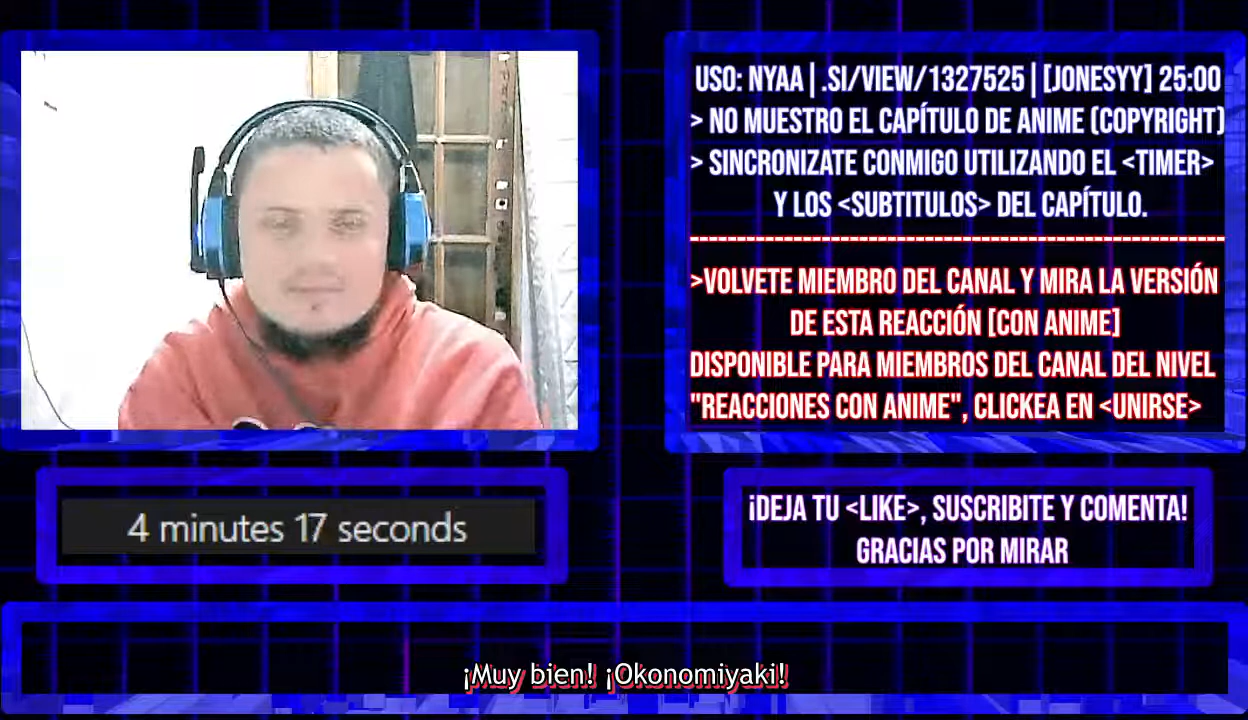 USO: NYAA | .SI/VIEW/1327525 | [JONESYY] 25:00
> NO MUESTRO EL CAPÍTULO DE ANIME (COPYRIGHT)
> SINCRONIZATE CONMIGO UTILIZANDO EL <TIMER>
Y LOS <SUBTITULOS> DEL CAPÍTULO.
>VOLVETE MIEMBRO DEL CANAL Y MIRA LA VERSIÓN
DE ESTA REACCIÓN [CON ANIME]
DISPONIBLE PARA MIEMBROS DEL CANAL DEL NIVEL
"REACCIONES CON ANIME", CLICKEA EN <UNIRSE>
4 minutes 17 seconds
¡DEJA TU <LIKE>, SUSCRIBITE Y COMENTA!
GRACIAS POR MIRAR
¡Muy bien! ¡Okonomiyaki!